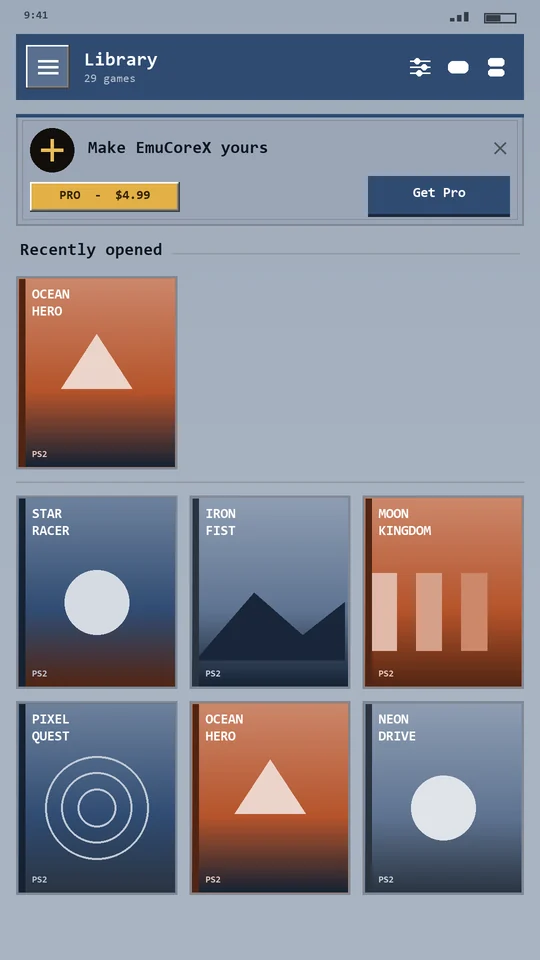 9:41
Library
29 games
Make EmuCoreX yours
PRO - $4.99
Get Pro
Recently opened
OCEAN
HERO
PS2
STAR
RACER
PS2
IRON
FIST
PS2
MOON
KINGDOM
PS2
PIXEL
QUEST
PS2
OCEAN
HERO
PS2
NEON
DRIVE
PS2